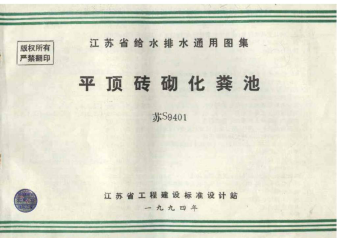 版权所有
严禁翻印
江苏省给水排水通用图集
平顶砖砌化粪池
苏S9401
江苏省工程建设标准设计站
一九九四年